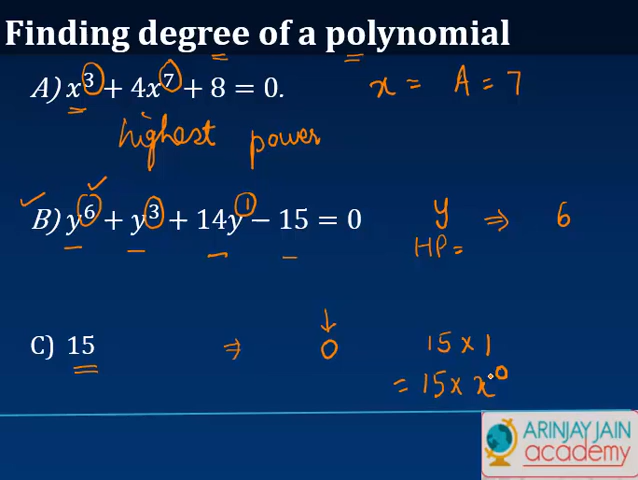 Finding degree of a polynomial
A) x³ + 4x⁷ + 8 = 0. x = A = 7
highest power
B) y⁶ + y³ + 14y¹ − 15 = 0 y ⇒ 6
HP =
C) 15 ⇒ 0 15 × 1
= 15 × x⁰
ARINJAY JAIN
academy